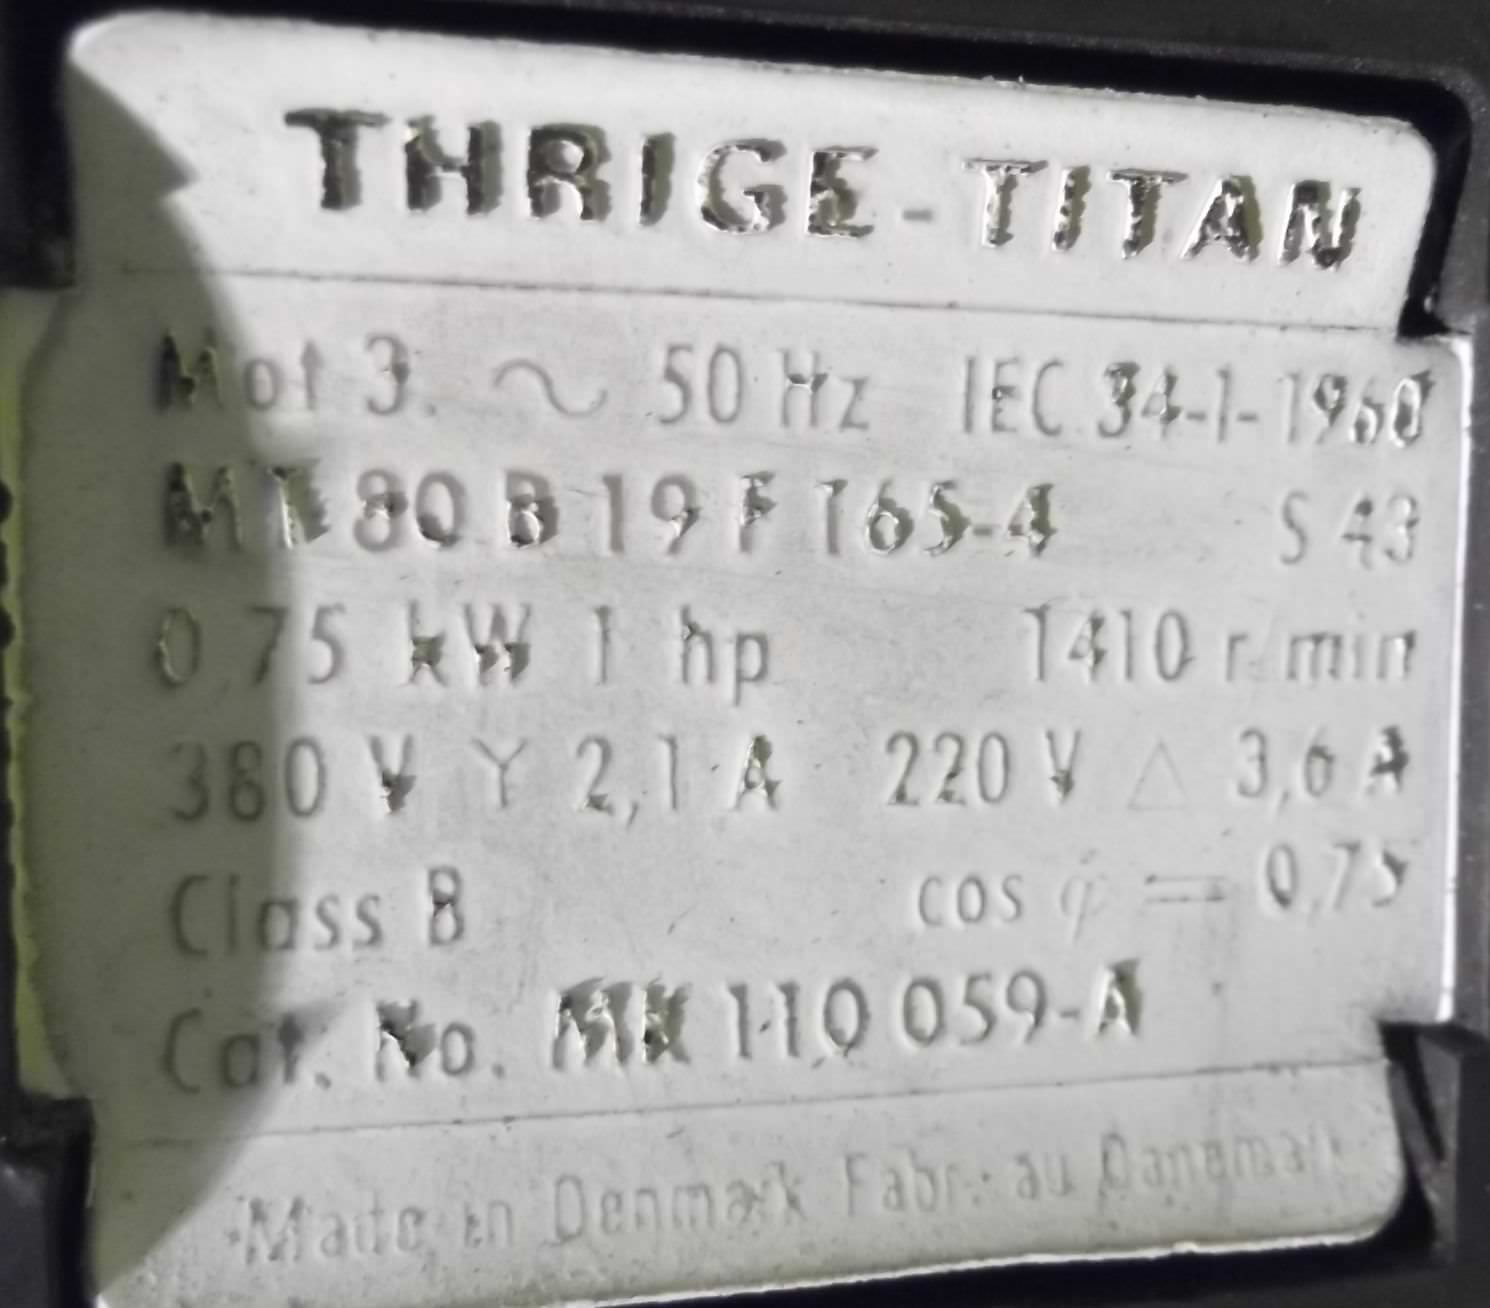 THRIGE-TITAN
Mot 3. ~ 50 Hz IEC 34-1-1960
MT 80 B 19 F 165-4 S 43
0,75 kW 1 hp 1410 r/min
380 V Y 2,1 A 220 V △ 3,6 A
Class B cos φ = 0,75
Cat. No. MK 110 059-A
Made in Denmark Fabr. au Danemark